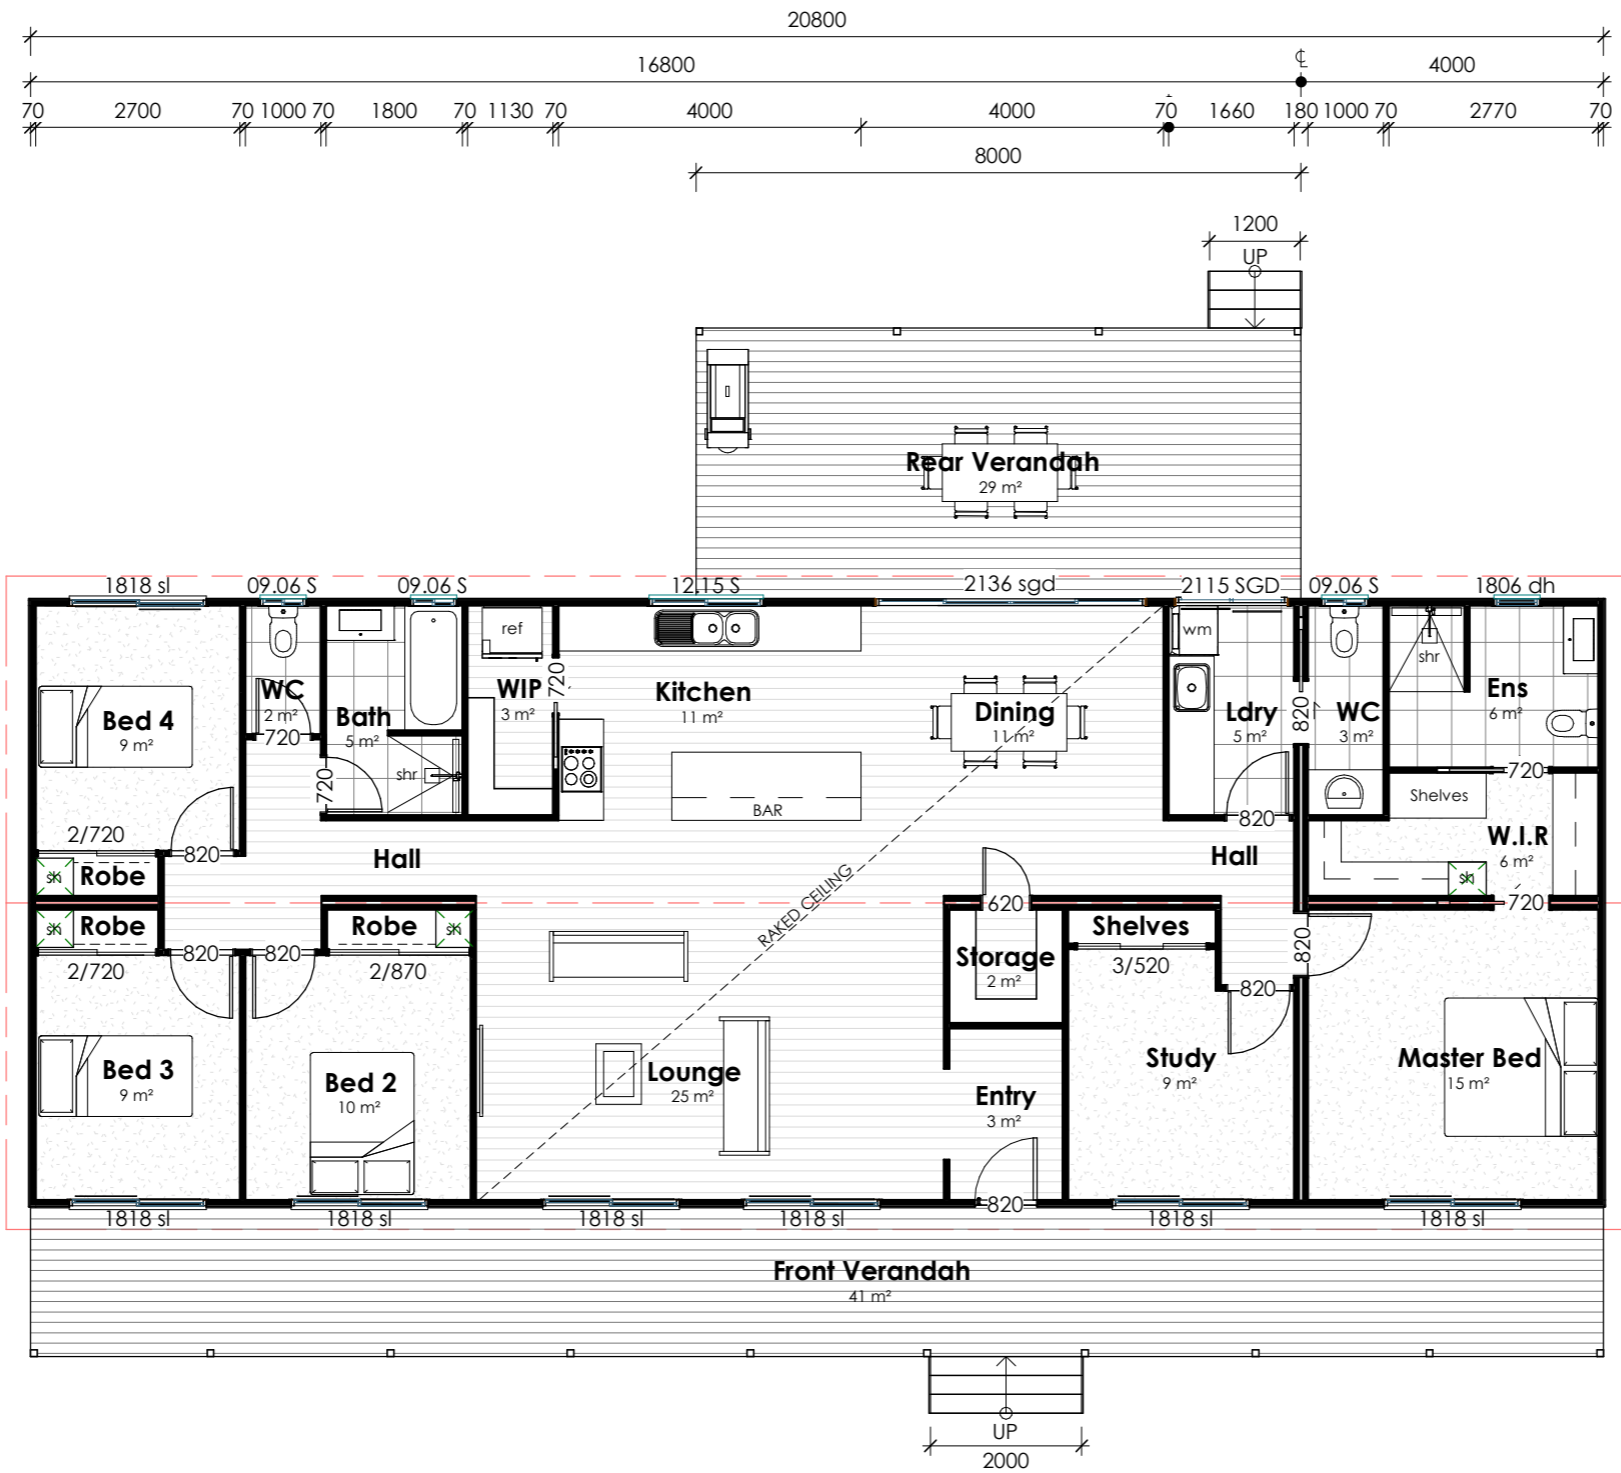 20800
16800 ℄ 4000
70 2700 70 1000 70 1800 70 1130 70 4000 4000 70 1660 180 1000 70 2770 70
8000
1200
UP
Rear Verandah
29 m²
1818 sl 09.06 S 09.06 S 12.15 S 2136 sgd 2115 SGD 09.06 S 1806 dh
ref
wm
shr
WC
2 m²
720
Bed 4
9 m²
Bath
5 m²
720
shr
WIP
3 m²
720
Kitchen
11 m²
BAR
Dining
11 m²
Ldry
5 m²
820
820
WC
3 m²
Ens
6 m²
720
Shelves
W.I.R
6 m²
sh
720
2/720
820
sh
Robe
Hall
Hall
RAKED CEILING
620
sh
Robe
Robe
sh
2/720
820
820
2/870
Storage
2 m²
Shelves
3/520
820
820
Bed 3
9 m²
Bed 2
10 m²
Lounge
25 m²
Entry
3 m²
820
Study
9 m²
Master Bed
15 m²
1818 sl 1818 sl 1818 sl 1818 sl 1818 sl 1818 sl
Front Verandah
41 m²
UP
2000